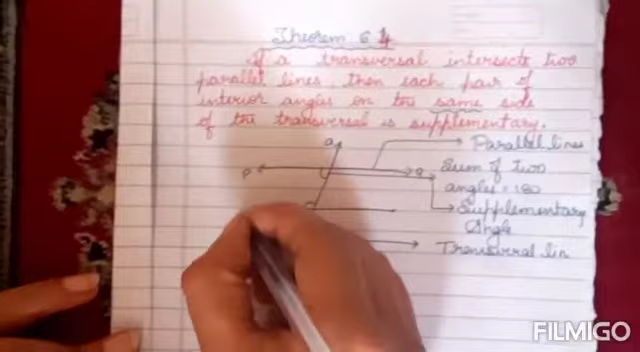 Theorem 6.4
If a transversal intersects two
parallel lines, then each pair of
interior angles on the same side
of the transversal is supplementary.
a
Parallel lines
P
Q
Sum of two
angles = 180
Supplementary
Angle
Transversal lin
FILMIGO